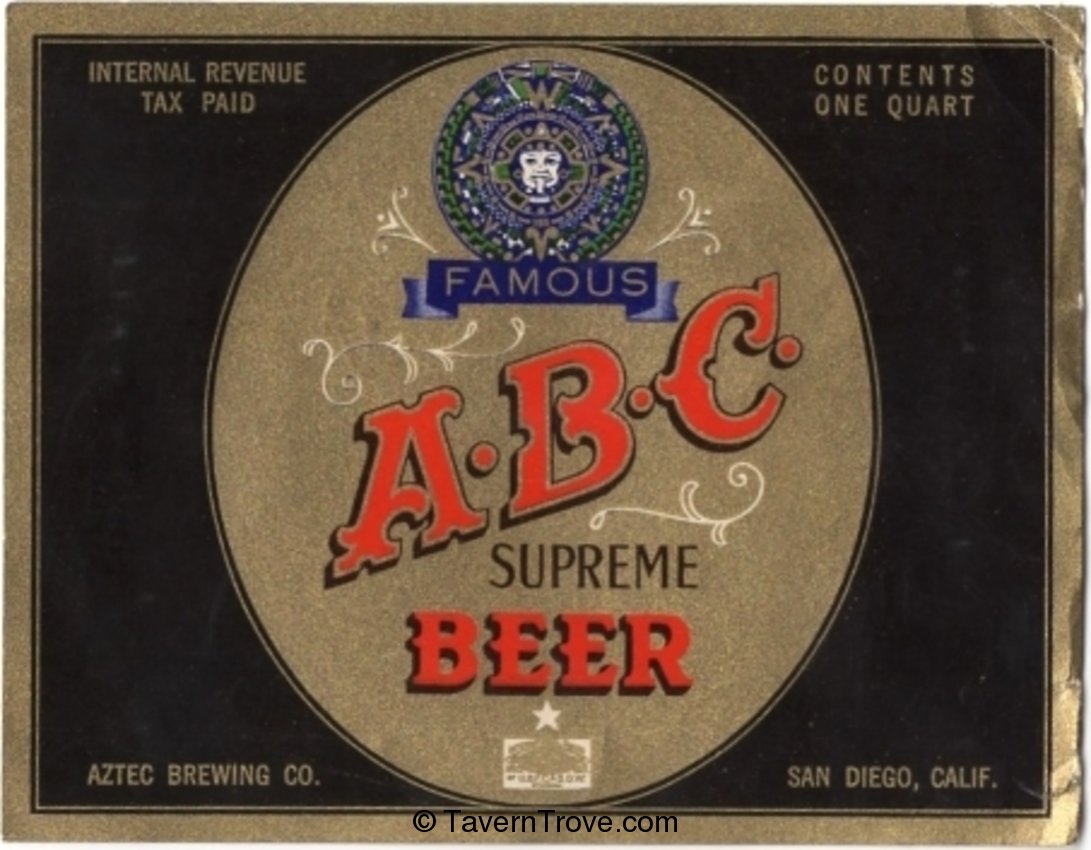 INTERNAL REVENUE
TAX PAID
CONTENTS
ONE QUART
FAMOUS
A·B·C·
SUPREME
BEER
AZTEC BREWING CO.
SAN DIEGO, CALIF.
© TavernTrove.com